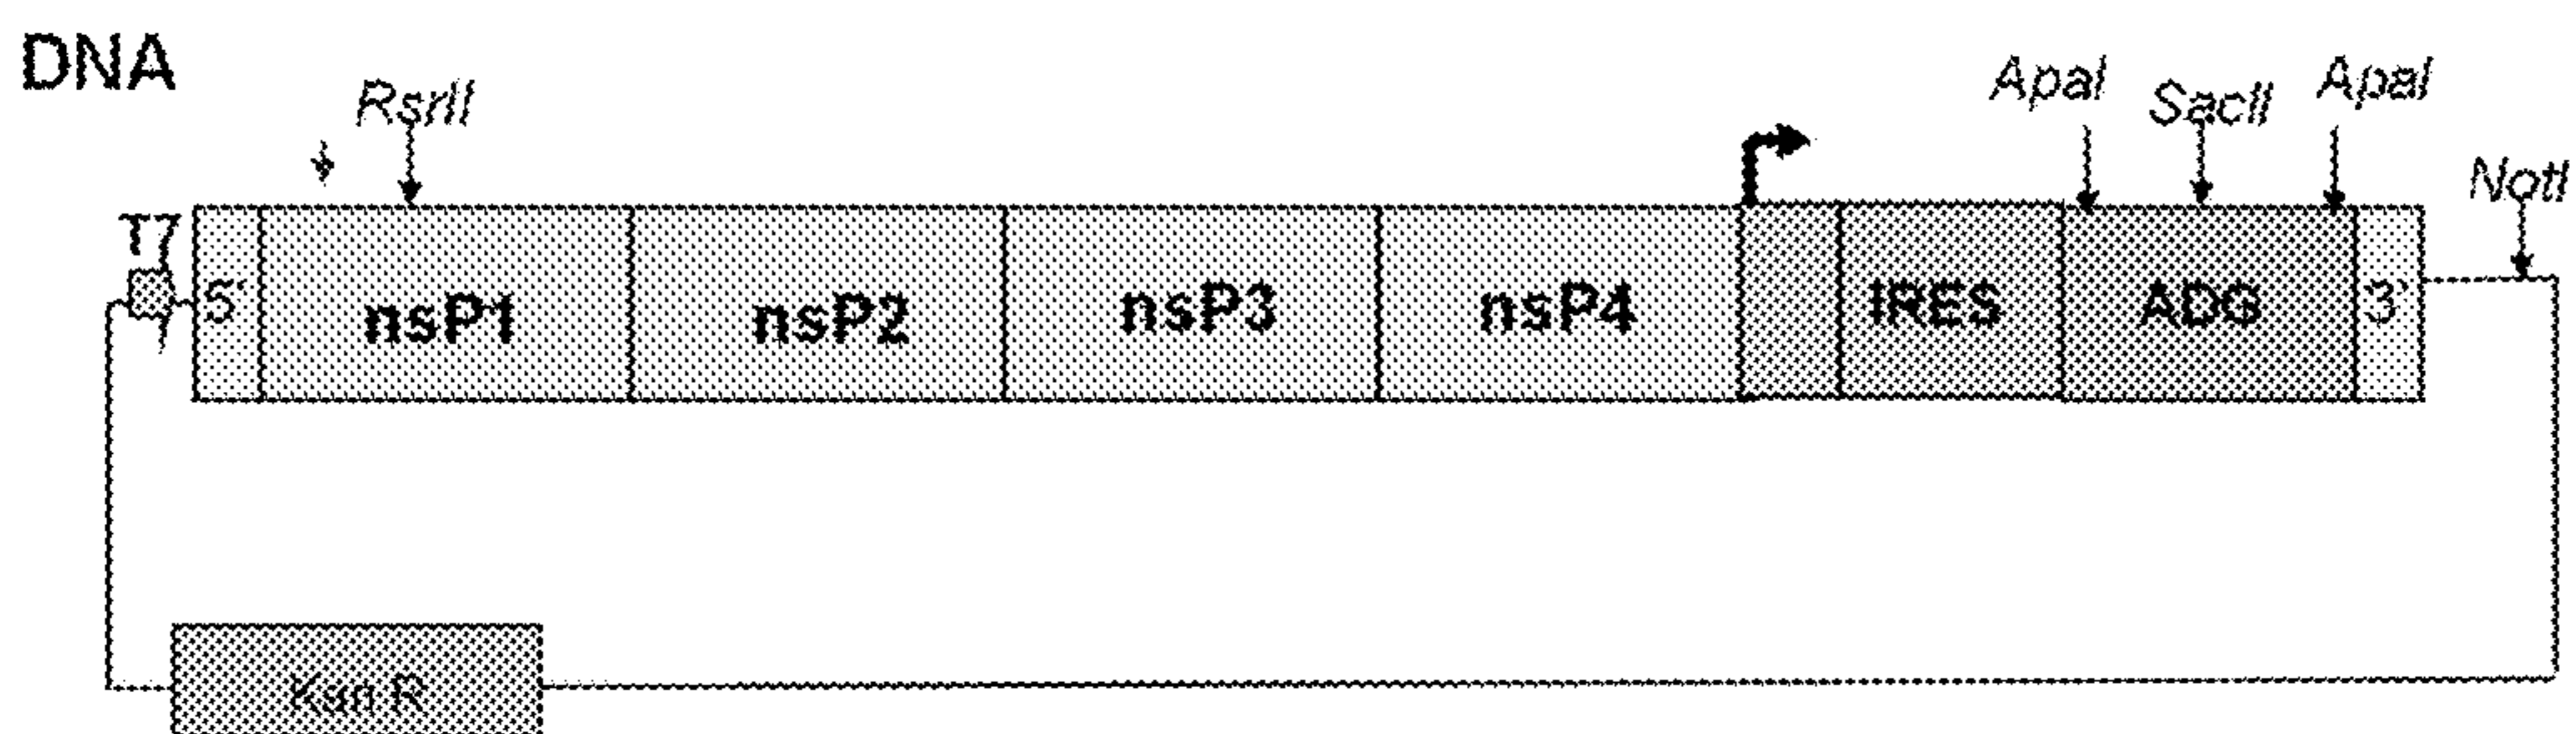 DNA
RsrII
ApaI
SacII
ApaI
NotI
T7
5'
nsP1
nsP2
nsP3
nsP4
IRES
ADG
3'
Kan R